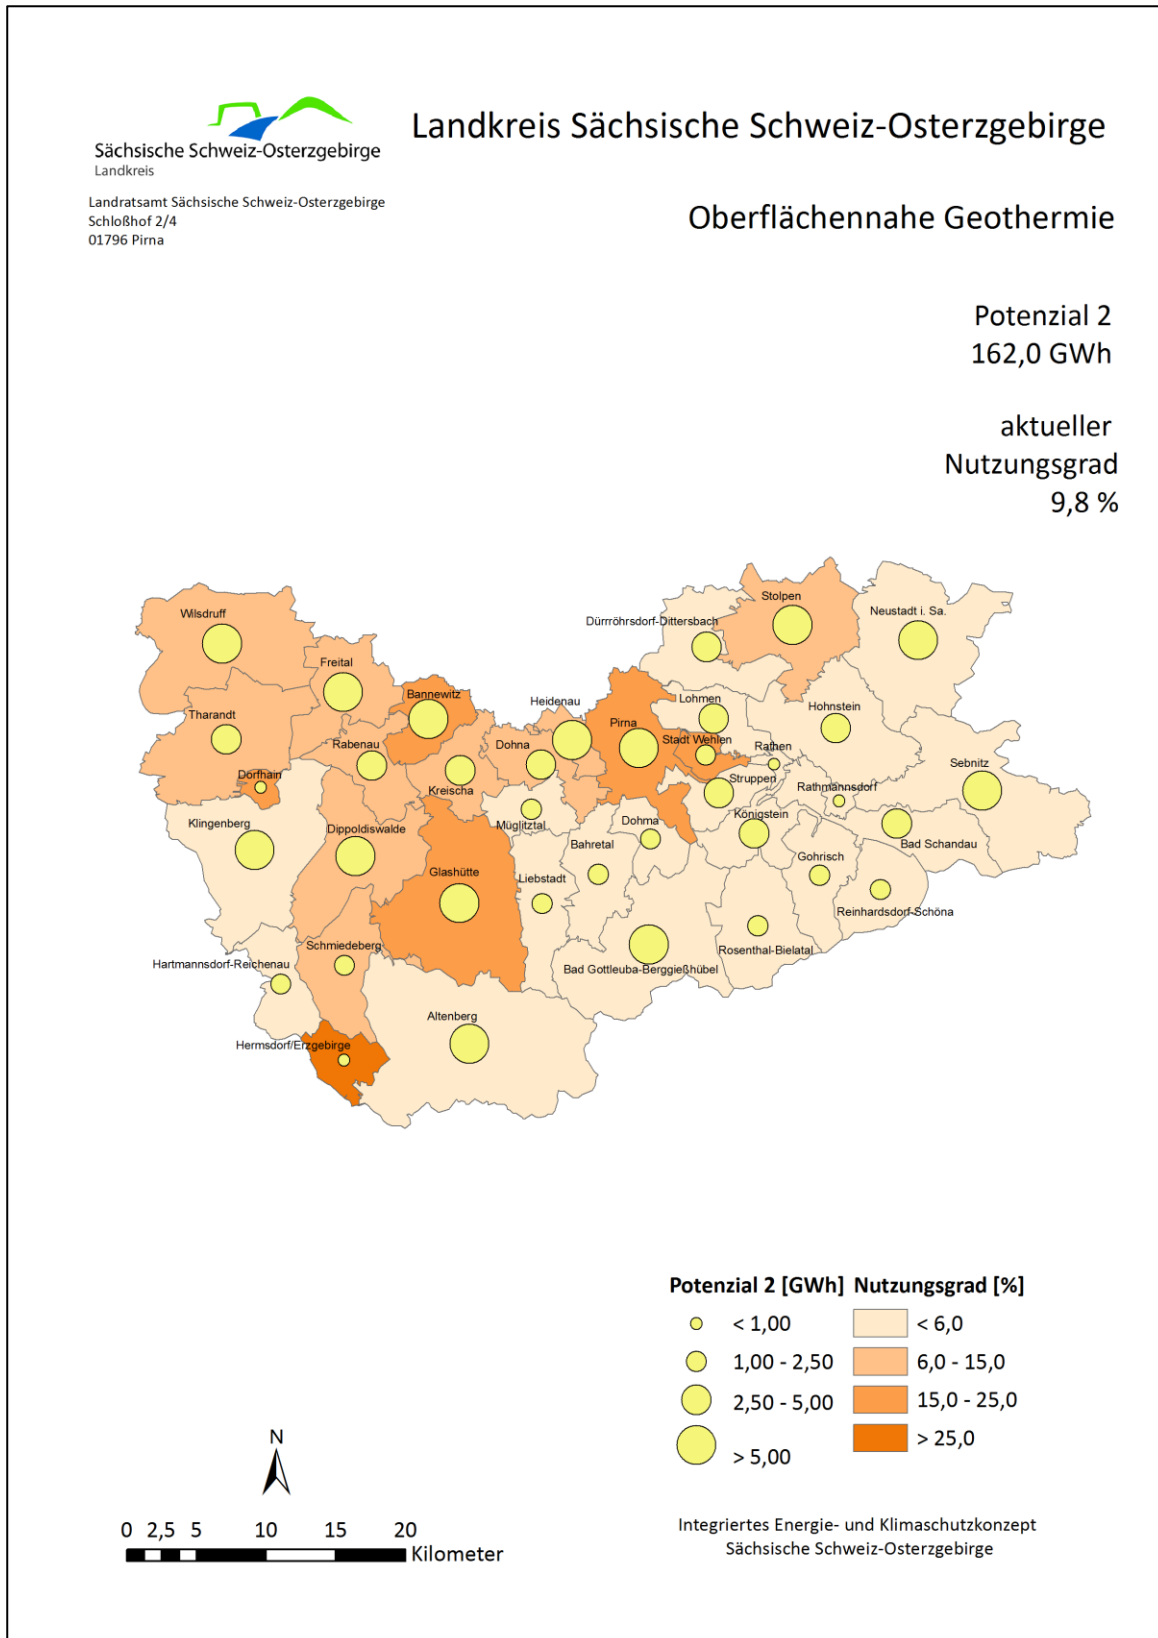 Sächsische Schweiz-Osterzgebirge
Landkreis
Landratsamt Sächsische Schweiz-Osterzgebirge
Schloßhof 2/4
01796 Pirna
Landkreis Sächsische Schweiz-Osterzgebirge
Oberflächennahe Geothermie
Potenzial 2
162,0 GWh
aktueller
Nutzungsgrad
9,8 %
Wilsdruff
Stolpen
Neustadt i. Sa.
Dürrröhrsdorf-Dittersbach
Freital
Bannewitz
Heidenau
Lohmen
Hohnstein
Tharandt
Pirna
Rabenau
Dohna
Stadt Wehlen
Rathen
Sebnitz
Dorfhain
Kreischa
Struppen
Rathmannsdorf
Klingenberg
Dippoldiswalde
Müglitztal
Dohma
Königstein
Bad Schandau
Bahretal
Gohrisch
Glashütte
Liebstadt
Reinhardsdorf-Schöna
Schmiedeberg
Rosenthal-Bielatal
Hartmannsdorf-Reichenau
Bad Gottleuba-Berggießhübel
Altenberg
Hermsdorf/Erzgebirge
Potenzial 2 [GWh] Nutzungsgrad [%]
< 1,00 < 6,0
1,00 - 2,50 6,0 - 15,0
2,50 - 5,00 15,0 - 25,0
> 5,00 > 25,0
N
0 2,5 5 10 15 20
Kilometer
Integriertes Energie- und Klimaschutzkonzept
Sächsische Schweiz-Osterzgebirge